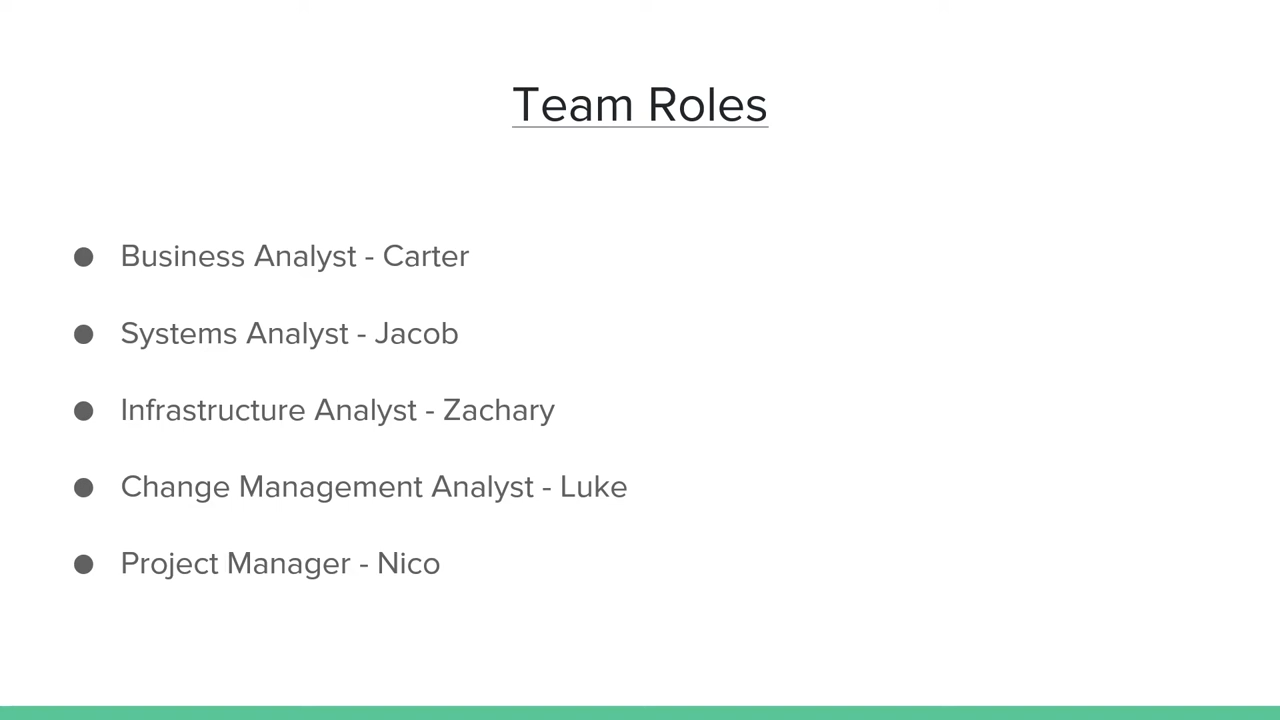 Team Roles
● Business Analyst - Carter
● Systems Analyst - Jacob
● Infrastructure Analyst - Zachary
● Change Management Analyst - Luke
● Project Manager - Nico